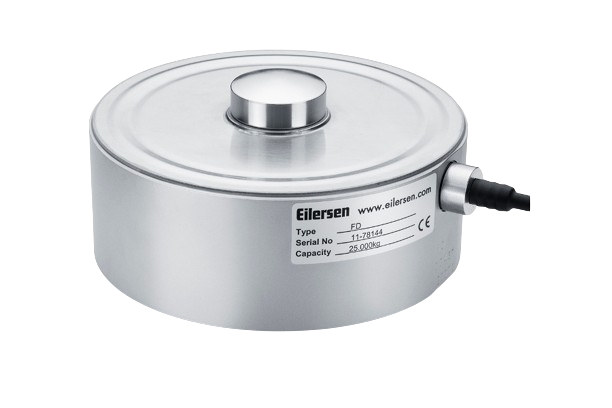 Eilersen www.eilersen.com
Type FD
Serial No 11-78144
Capacity 25.000kg
CE